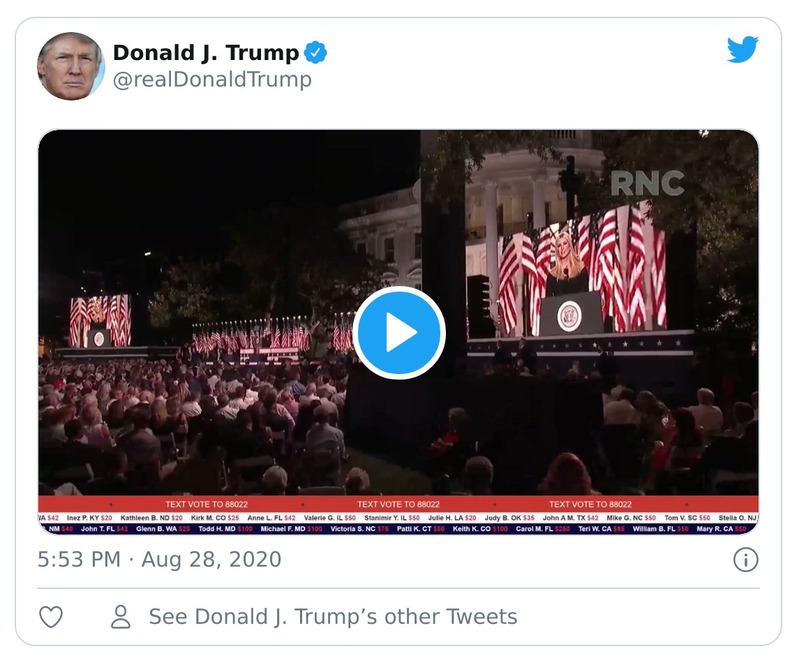 Donald J. Trump
@realDonaldTrump
RNC
TEXT VOTE TO 88022 TEXT VOTE TO 88022 TEXT VOTE TO 88022
/A $42 Inez P. KY $20 Kathleen B. ND $20 Kirk M. CO $25 Anne L. FL $42 Valerie G. IL $50 Stanimir Y. IL $50 Julie H. LA $20 Judy B. OK $35 John A M. TX $42 Mike G. NC $50 Tom V. SC $50 Stella O. NJ
NM $40 John T. FL $42 Glenn B. WA $25 Todd H. MD $100 Michael F. MD $100 Victoria S. NC $75 Patti K. CT $50 Keith K. CO $100 Carol M. FL $250 Teri W. CA William B. FL $50 Mary R. CA $50
5:53 PM · Aug 28, 2020
See Donald J. Trump’s other Tweets